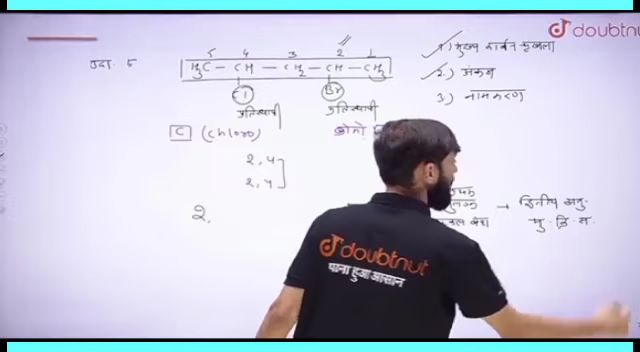 उदा. 5
5 4 3 2 1
H₃C – CH – CH₂ – CH – CH₃
Cl Br
प्रतिस्थापी प्रतिस्थापी
C (Chloro)
ब्रोमो
2, 4
2, 4
2.
1) मुख्य कार्बन श्रृंखला
2.) अंकन
3) नामकरण
→ द्वितीय अनु.
doubtnut
doubtnut
पाना हुआ आसान